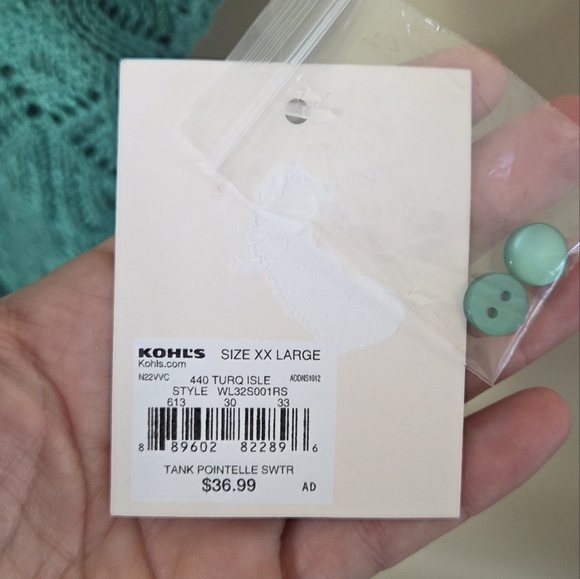 KOHL'S SIZE XX LARGE
Kohls.com
N22VVC 440 TURQ ISLE ADDNS1012
STYLE WL32S001RS
613 30 33
8 89602 82289 6
TANK POINTELLE SWTR
$36.99 AD